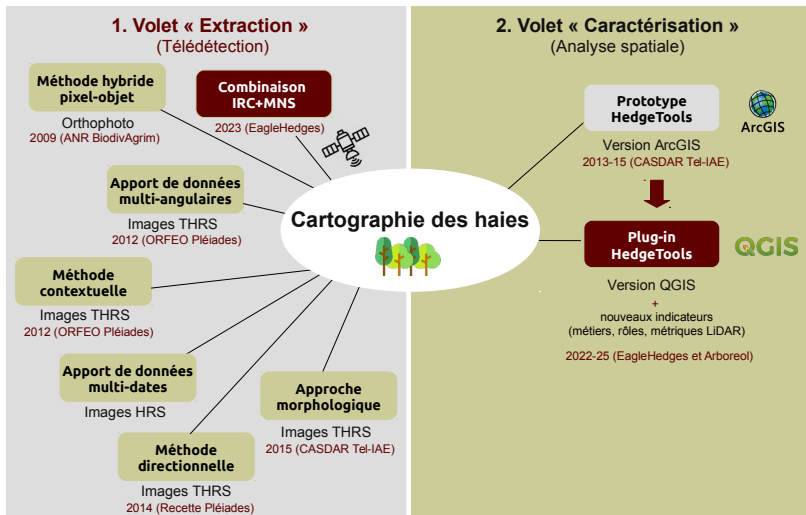 1. Volet « Extraction »
(Télédétection)
Méthode hybride
pixel-objet
Orthophoto
2009 (ANR BiodivAgrim)
Combinaison
IRC+MNS
2023 (EagleHedges)
Apport de données
multi-angulaires
Images THRS
2012 (ORFEO Pléiades)
Méthode
contextuelle
Images THRS
2012 (ORFEO Pléiades)
Apport de données
multi-dates
Images HRS
Méthode
directionnelle
Images THRS
2014 (Recette Pléiades)
Approche
morphologique
Images THRS
2015 (CASDAR Tel-IAE)
Cartographie des haies
2. Volet « Caractérisation »
(Analyse spatiale)
Prototype
HedgeTools
ArcGIS
Version ArcGIS
2013-15 (CASDAR Tel-IAE)
Plug-in
HedgeTools
QGIS
Version QGIS
+
nouveaux indicateurs
(métiers, rôles, métriques LiDAR)
2022-25 (EagleHedges et Arboreol)